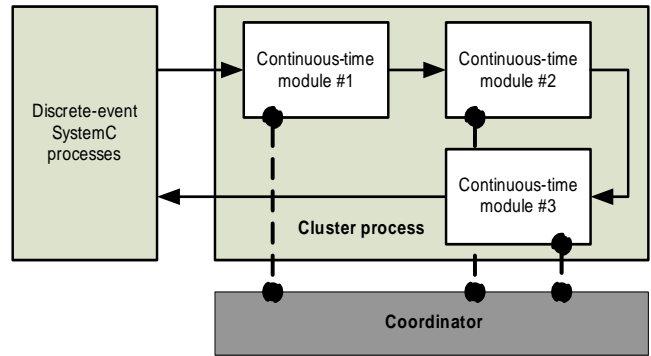 Discrete-event
SystemC
processes
Continuous-time
module #1
Continuous-time
module #2
Continuous-time
module #3
Cluster process
Coordinator